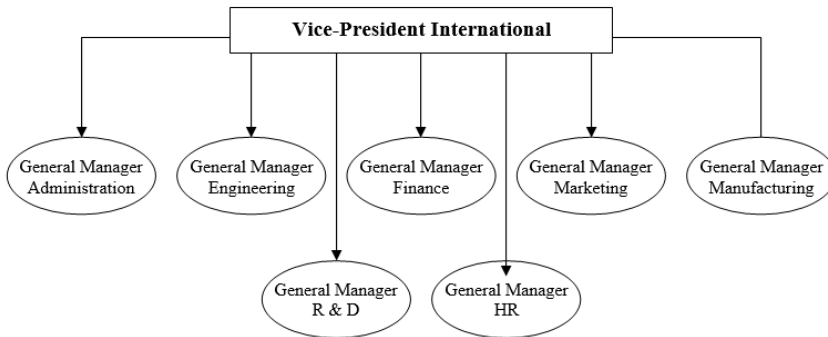 Vice-President International
General Manager
Administration
General Manager
Engineering
General Manager
Finance
General Manager
Marketing
General Manager
Manufacturing
General Manager
R & D
General Manager
HR